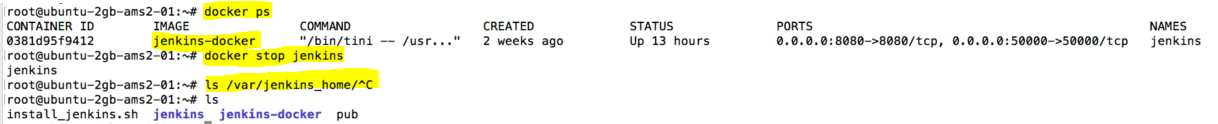 root@ubuntu-2gb-ams2-01:~# docker ps
CONTAINER ID IMAGE COMMAND CREATED STATUS PORTS NAMES
0381d95f9412 jenkins-docker "/bin/tini -- /usr..." 2 weeks ago Up 13 hours 0.0.0.0:8080->8080/tcp, 0.0.0.0:50000->50000/tcp jenkins
root@ubuntu-2gb-ams2-01:~# docker stop jenkins
jenkins
root@ubuntu-2gb-ams2-01:~# ls /var/jenkins_home/^C
root@ubuntu-2gb-ams2-01:~# ls
install_jenkins.sh jenkins jenkins-docker pub